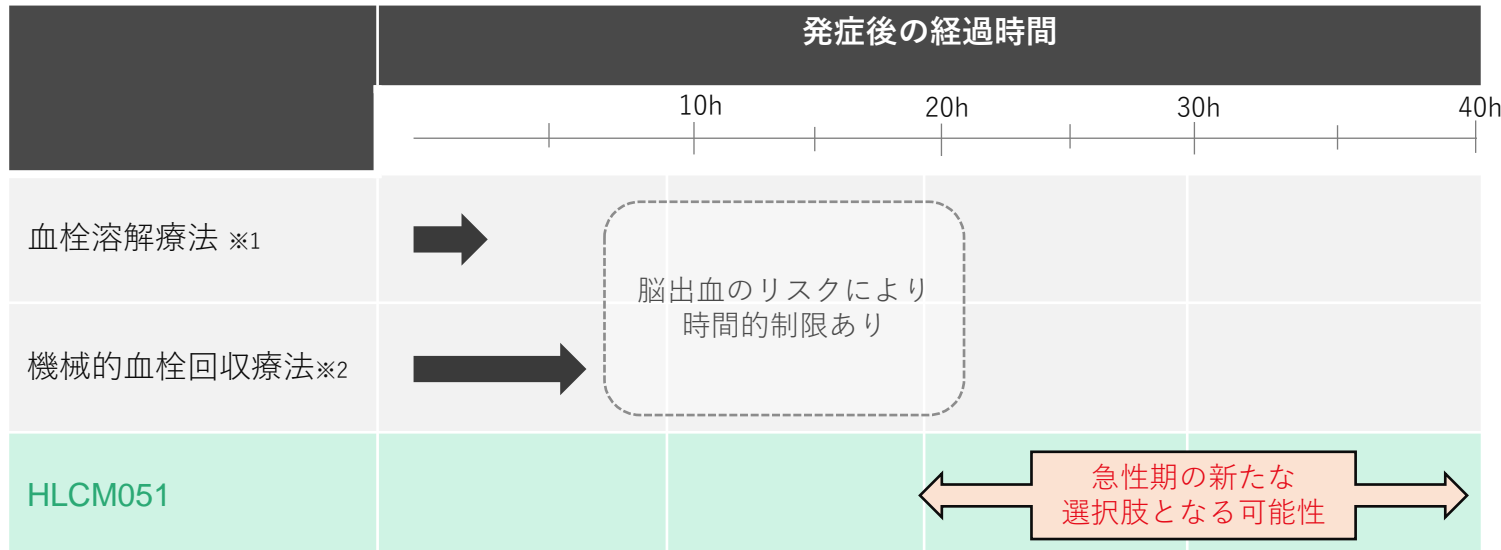 発症後の経過時間
10h 20h 30h 40h
血栓溶解療法 ※1
脳出血のリスクにより
時間的制限あり
機械的血栓回収療法※2
HLCM051
急性期の新たな
選択肢となる可能性